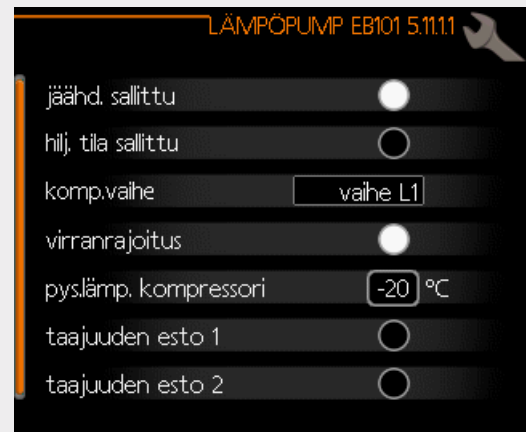 LÄMPÖPUMP EB101 5.11.1.1
jäähd. sallittu
hilj. tila sallittu
komp.vaihe vaihe L1
virranrajoitus
pys.lämp. kompressori -20 °C
taajuuden esto 1
taajuuden esto 2